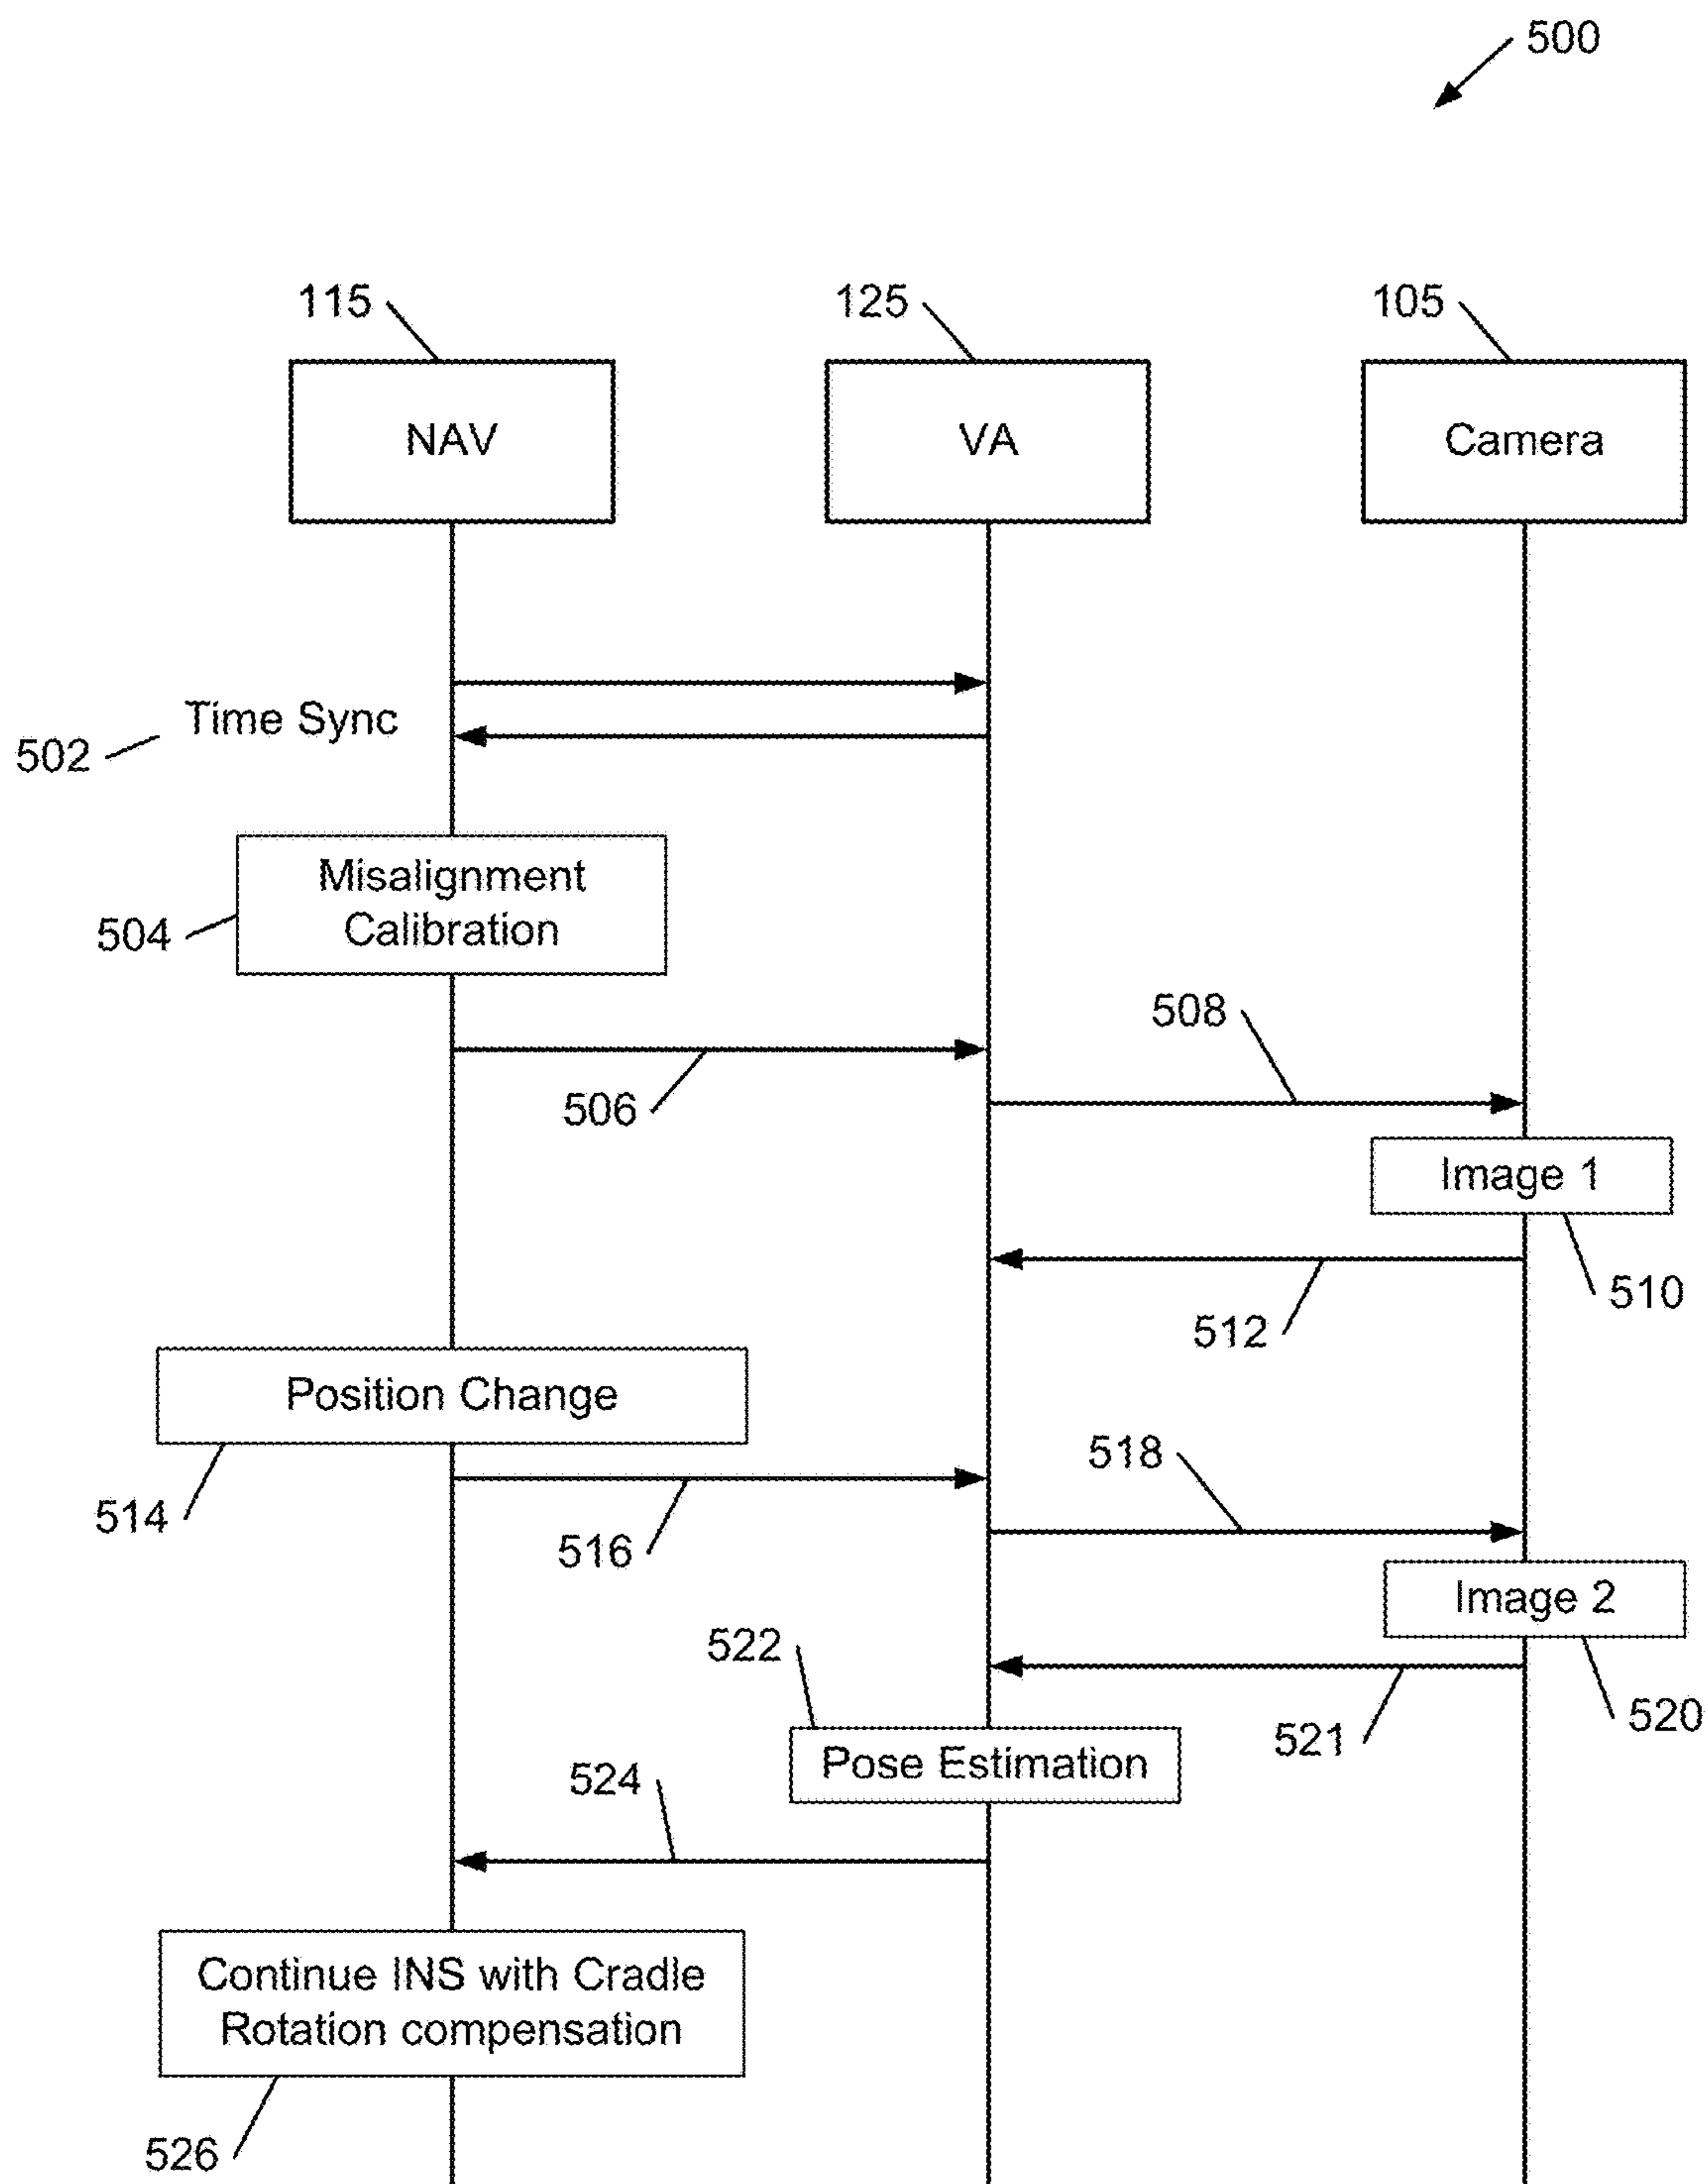 500
115
125
105
NAV
VA
Camera
Time Sync
502
Misalignment
Calibration
504
508
506
Image 1
510
512
Position Change
518
514
516
Image 2
522
520
521
Pose Estimation
524
Continue INS with Cradle
Rotation compensation
526